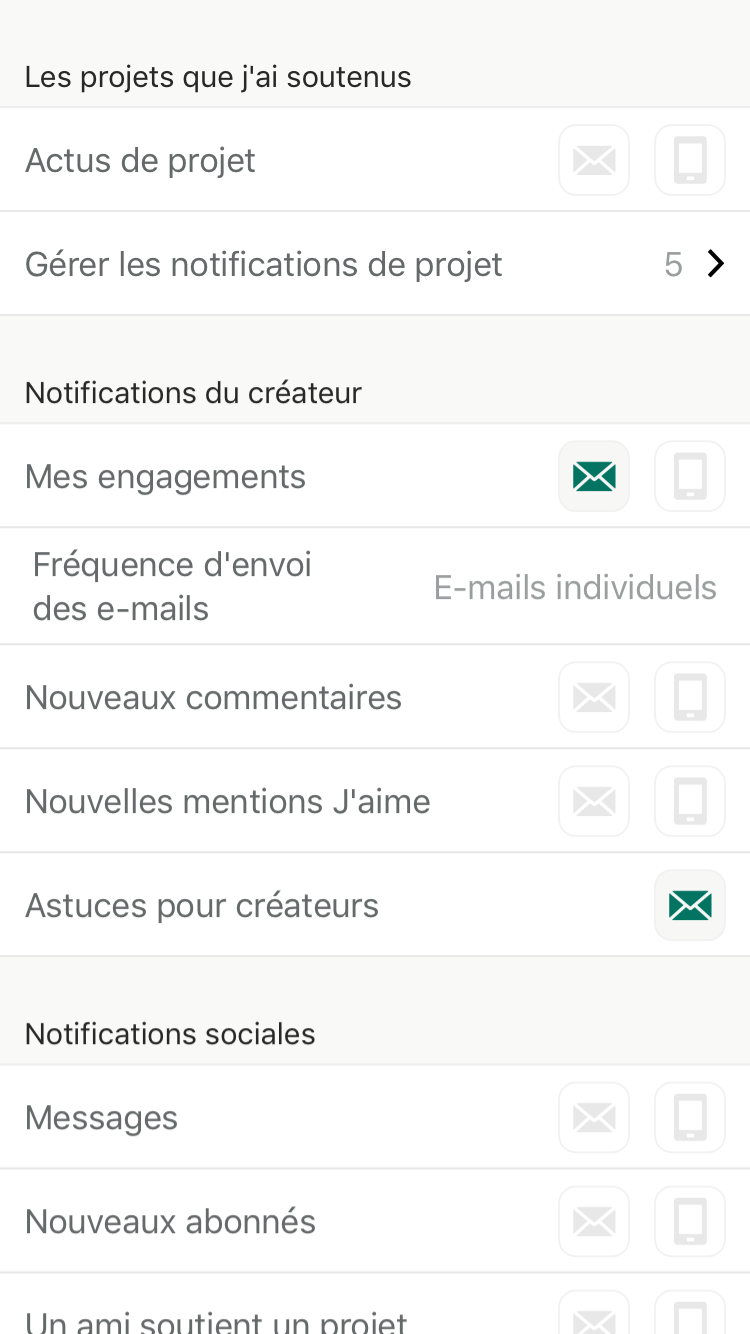 Les projets que j'ai soutenus
Actus de projet
Gérer les notifications de projet 5
Notifications du créateur
Mes engagements
Fréquence d'envoi
des e-mails
E-mails individuels
Nouveaux commentaires
Nouvelles mentions J'aime
Astuces pour créateurs
Notifications sociales
Messages
Nouveaux abonnés
Un ami soutient un projet